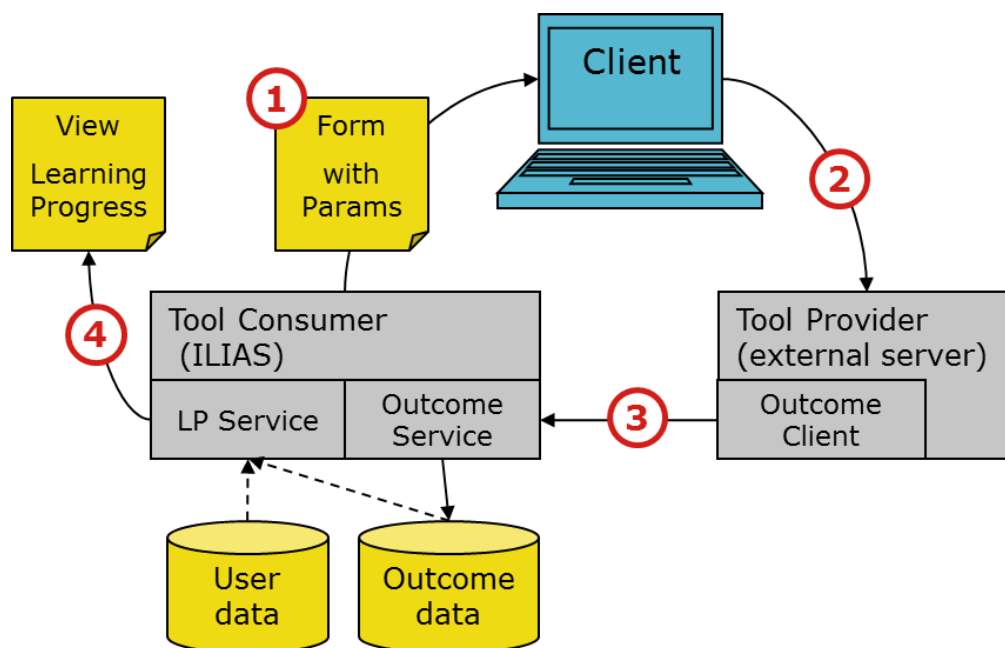 View
Learning
Progress
1
Form
with
Params
Client
2
4
Tool Consumer
(ILIAS)
LP Service
Outcome
Service
3
Tool Provider
(external server)
Outcome
Client
User
data
Outcome
data